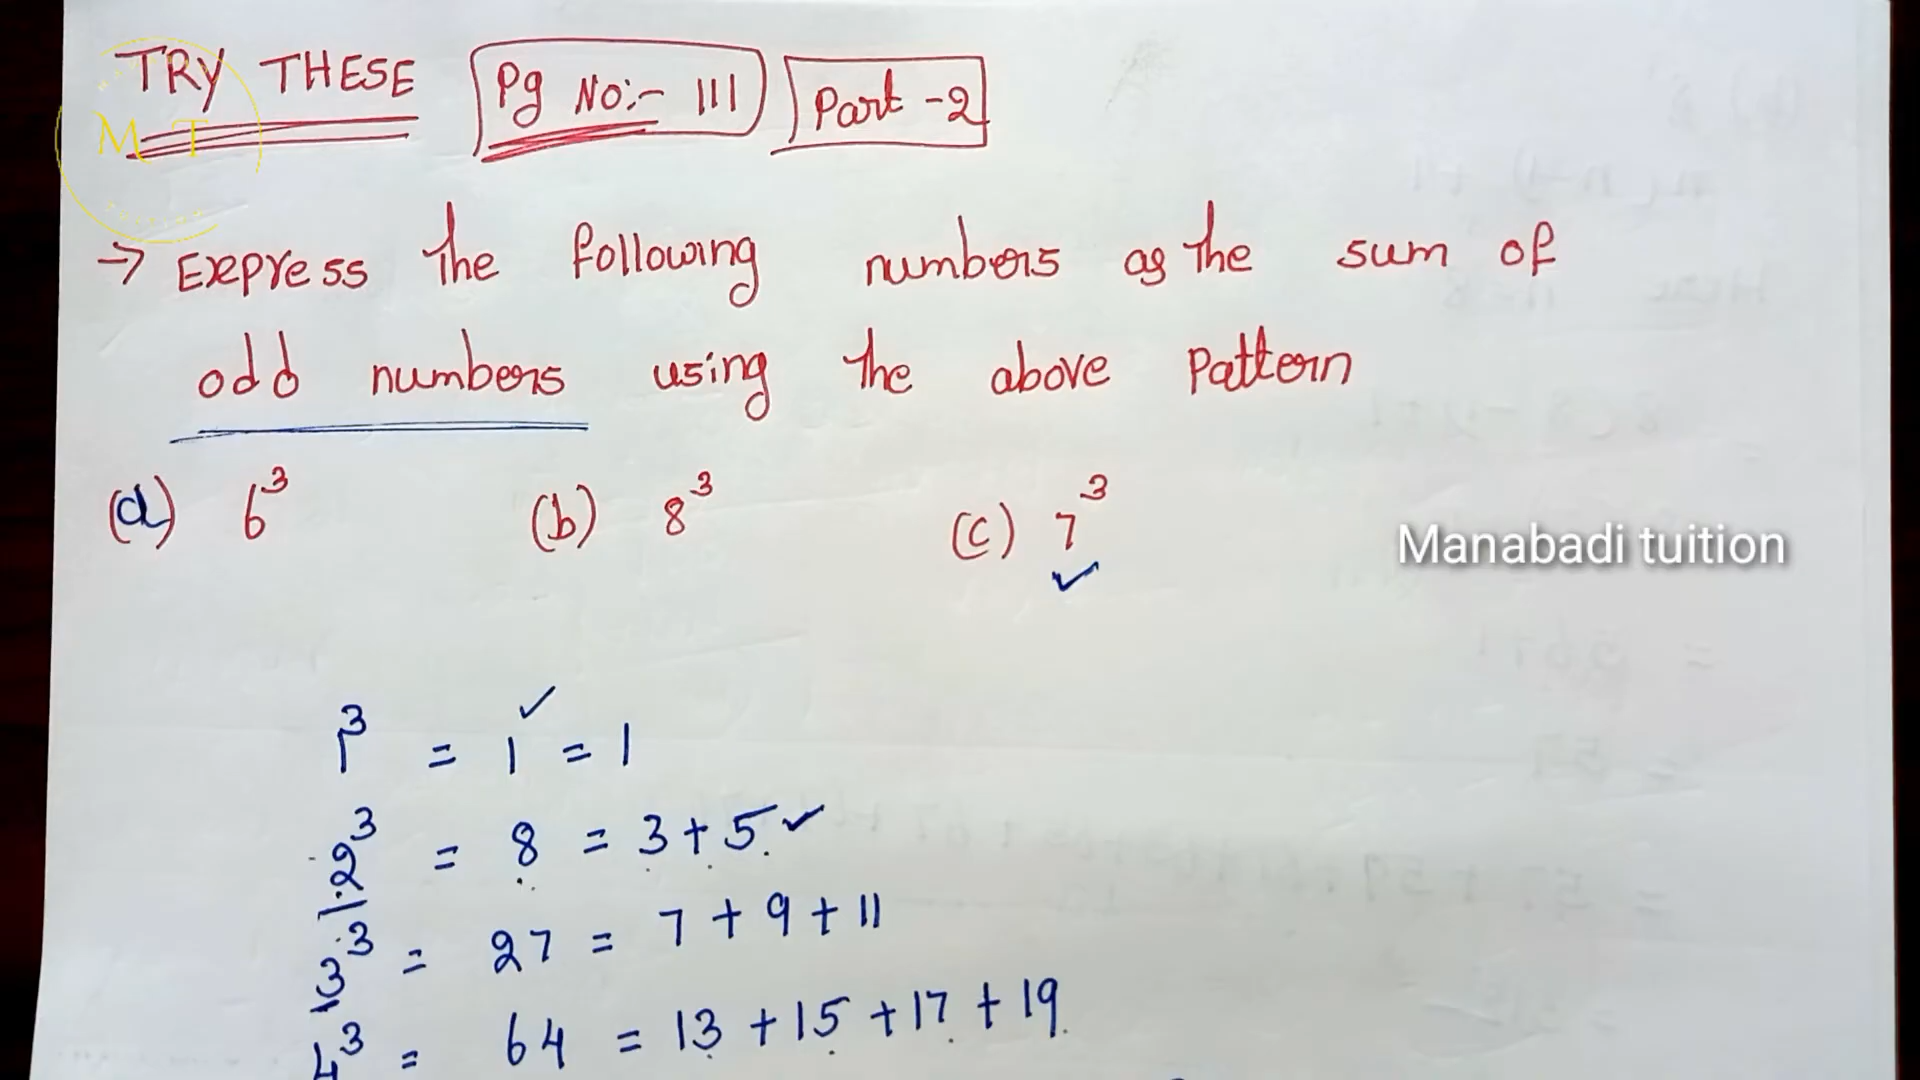 TRY THESE Pg No:- 111 Part -2
M T
→ Express the following numbers as the sum of
odd numbers using the above Pattern
(a) 6³ (b) 8³ (c) 7³
Manabadi tuition
1³ = 1 = 1
2³ = 8 = 3 + 5
3³ = 27 = 7 + 9 + 11
4³ = 64 = 13 + 15 + 17 + 19